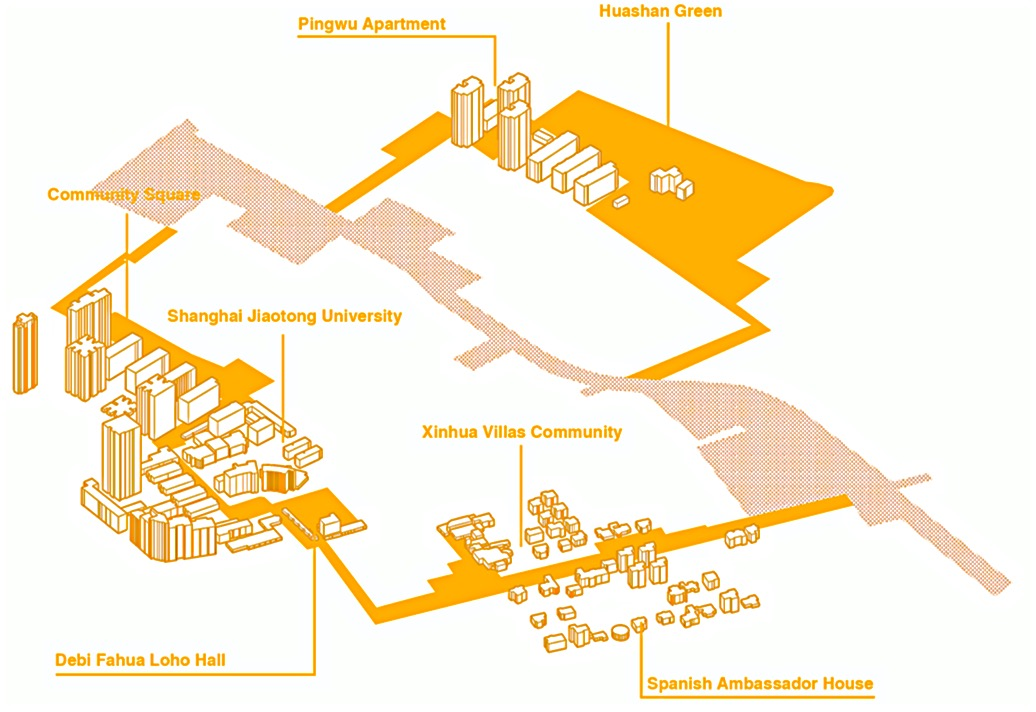 Huashan Green
Pingwu Apartment
Community Square
Shanghai Jiaotong University
Xinhua Villas Community
Debi Fahua Loho Hall
Spanish Ambassador House